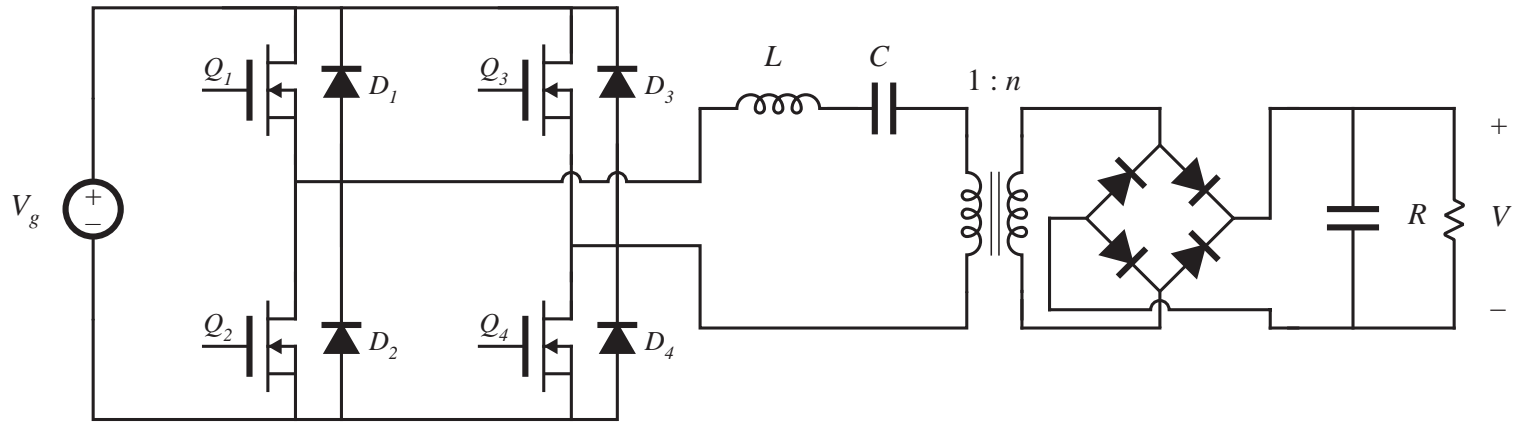 L
C
1 : n
Q1
D1
Q3
D3
Vg
+
−
R
+
V
−
Q2
D2
Q4
D4